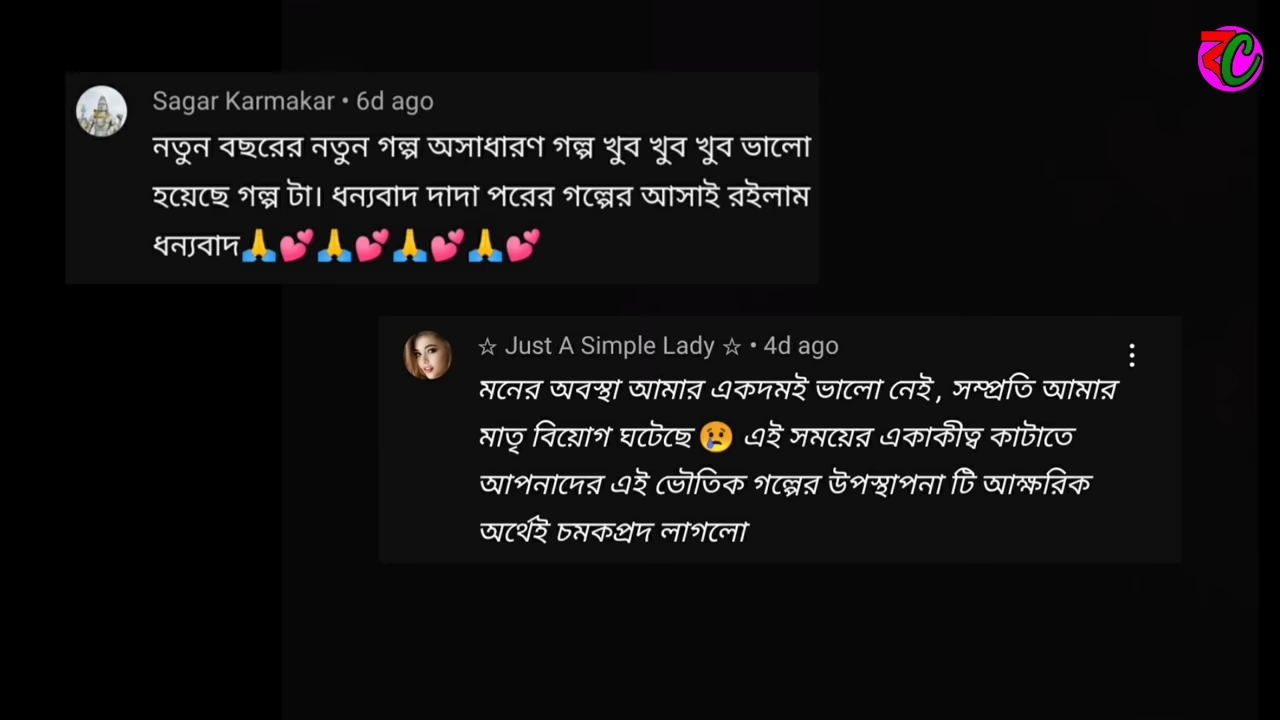 Sagar Karmakar • 6d ago
নতুন বছরের নতুন গল্প অসাধারণ গল্প খুব খুব খুব ভালো
হয়েছে গল্প টা। ধন্যবাদ দাদা পরের গল্পের আসাই রইলাম
ধন্যবাদ🙏💕🙏💕🙏💕🙏💕
☆ Just A Simple Lady ☆ • 4d ago
মনের অবস্থা আমার একদমই ভালো নেই, সম্প্রতি আমার
মাতৃ বিয়োগ ঘটেছে 😢 এই সময়ের একাকীত্ব কাটাতে
আপনাদের এই ভৌতিক গল্পের উপস্থাপনা টি আক্ষরিক
অর্থেই চমকপ্রদ লাগলো